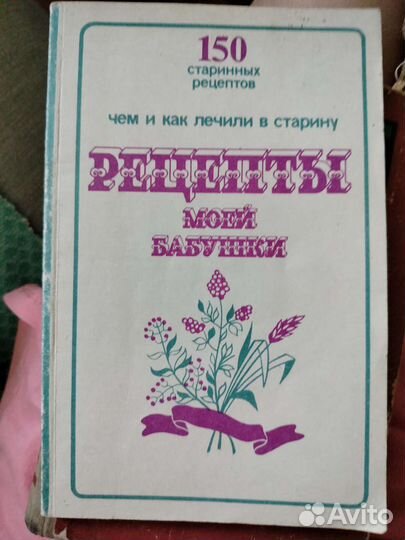 150
старинных
рецептов
чем и как лечили в старину
РЕЦЕПТЫ
МОЕЙ
БАБУШКИ
Avito